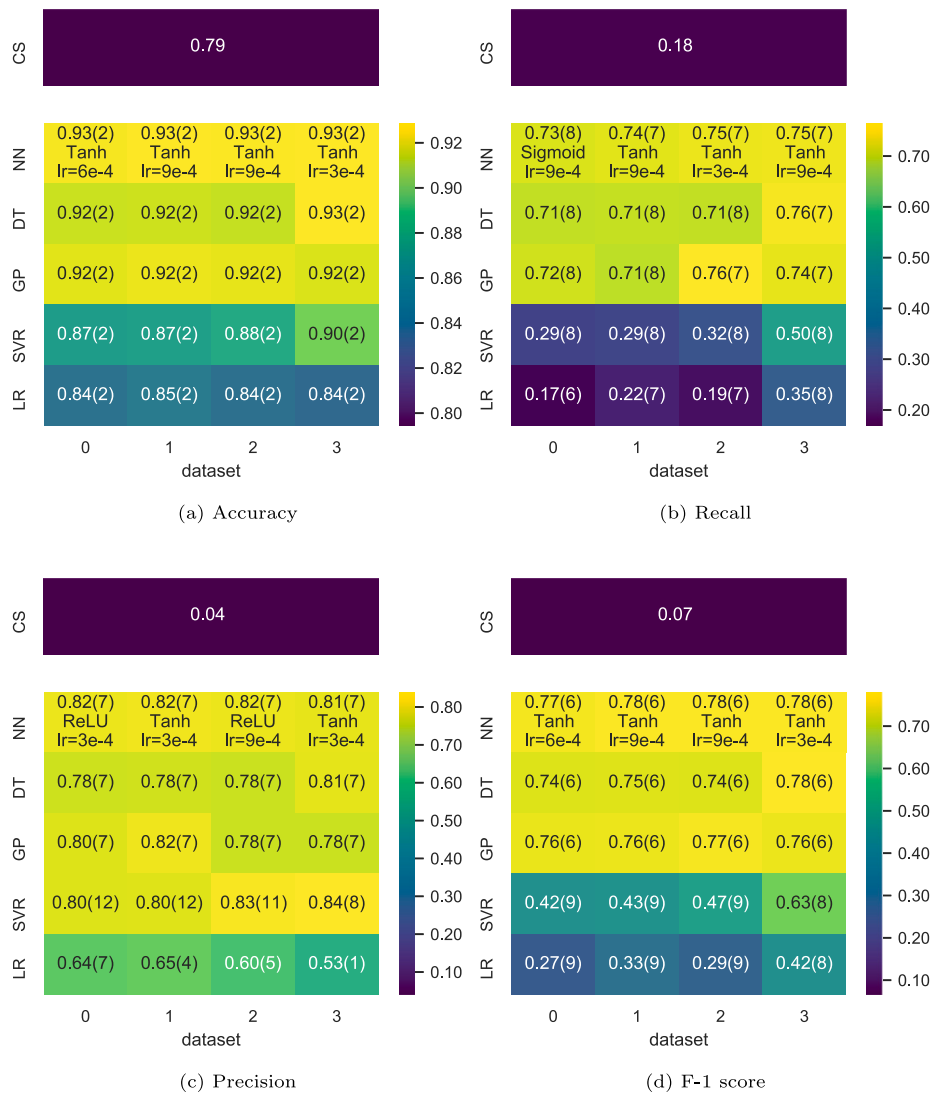 CS
0.79
NN
0.93(2) 0.93(2) 0.93(2) 0.93(2)
Tanh Tanh Tanh Tanh
lr=6e-4 lr=9e-4 lr=9e-4 lr=3e-4
DT
0.92(2) 0.92(2) 0.92(2) 0.93(2)
GP
0.92(2) 0.92(2) 0.92(2) 0.92(2)
SVR
0.87(2) 0.87(2) 0.88(2) 0.90(2)
LR
0.84(2) 0.85(2) 0.84(2) 0.84(2)
0 1 2 3
dataset
0.92
0.90
0.88
0.86
0.84
0.82
0.80
(a) Accuracy
CS
0.18
NN
0.73(8) 0.74(7) 0.75(7) 0.75(7)
Sigmoid Tanh Tanh Tanh
lr=9e-4 lr=9e-4 lr=3e-4 lr=9e-4
DT
0.71(8) 0.71(8) 0.71(8) 0.76(7)
GP
0.72(8) 0.71(8) 0.76(7) 0.74(7)
SVR
0.29(8) 0.29(8) 0.32(8) 0.50(8)
LR
0.17(6) 0.22(7) 0.19(7) 0.35(8)
0 1 2 3
dataset
0.70
0.60
0.50
0.40
0.30
0.20
(b) Recall
CS
0.04
NN
0.82(7) 0.82(7) 0.82(7) 0.81(7)
ReLU Tanh ReLU Tanh
lr=3e-4 lr=3e-4 lr=9e-4 lr=3e-4
DT
0.78(7) 0.78(7) 0.78(7) 0.81(7)
GP
0.80(7) 0.82(7) 0.78(7) 0.78(7)
SVR
0.80(12) 0.80(12) 0.83(11) 0.84(8)
LR
0.64(7) 0.65(4) 0.60(5) 0.53(1)
0 1 2 3
dataset
0.80
0.70
0.60
0.50
0.40
0.30
0.20
0.10
(c) Precision
CS
0.07
NN
0.77(6) 0.78(6) 0.78(6) 0.78(6)
Tanh Tanh Tanh Tanh
lr=6e-4 lr=9e-4 lr=9e-4 lr=3e-4
DT
0.74(6) 0.75(6) 0.74(6) 0.78(6)
GP
0.76(6) 0.76(6) 0.77(6) 0.76(6)
SVR
0.42(9) 0.43(9) 0.47(9) 0.63(8)
LR
0.27(9) 0.33(9) 0.29(9) 0.42(8)
0 1 2 3
dataset
0.70
0.60
0.50
0.40
0.30
0.20
0.10
(d) F-1 score